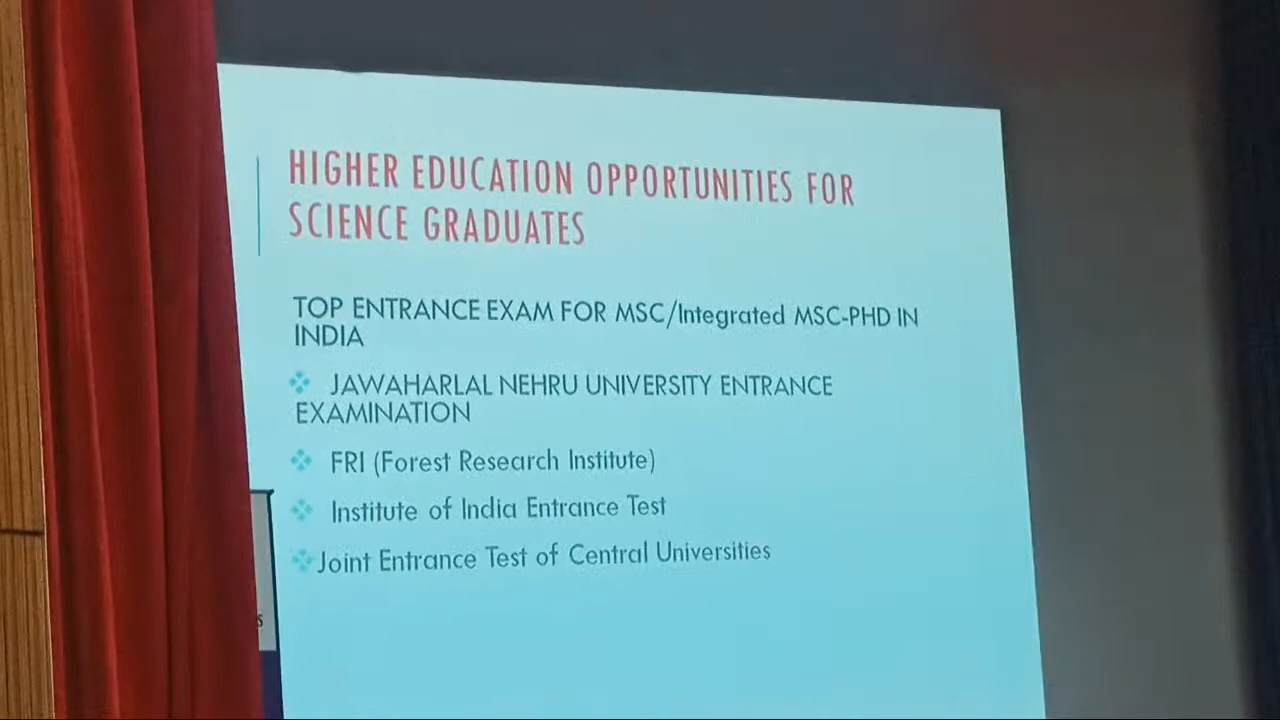 HIGHER EDUCATION OPPORTUNITIES FOR
SCIENCE GRADUATES
TOP ENTRANCE EXAM FOR MSC/Integrated MSC-PHD IN
INDIA
JAWAHARLAL NEHRU UNIVERSITY ENTRANCE
EXAMINATION
FRI (Forest Research Institute)
Institute of India Entrance Test
Joint Entrance Test of Central Universities